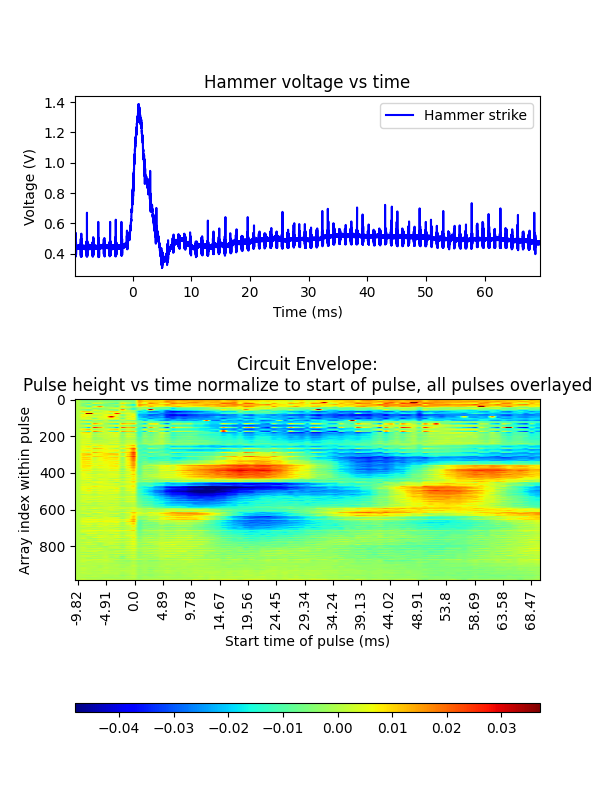 Hammer voltage vs time
1.4
1.2
1.0
0.8
0.6
0.4
Voltage (V)
Hammer strike
0 10 20 30 40 50 60
Time (ms)
Circuit Envelope:
Pulse height vs time normalize to start of pulse, all pulses overlayed
0
200
400
600
800
Array index within pulse
-9.82 -4.91 0.0 4.89 9.78 14.67 19.56 24.45 29.34 34.24 39.13 44.02 48.91 53.8 58.69 63.58 68.47
Start time of pulse (ms)
−0.04 −0.03 −0.02 −0.01 0.00 0.01 0.02 0.03